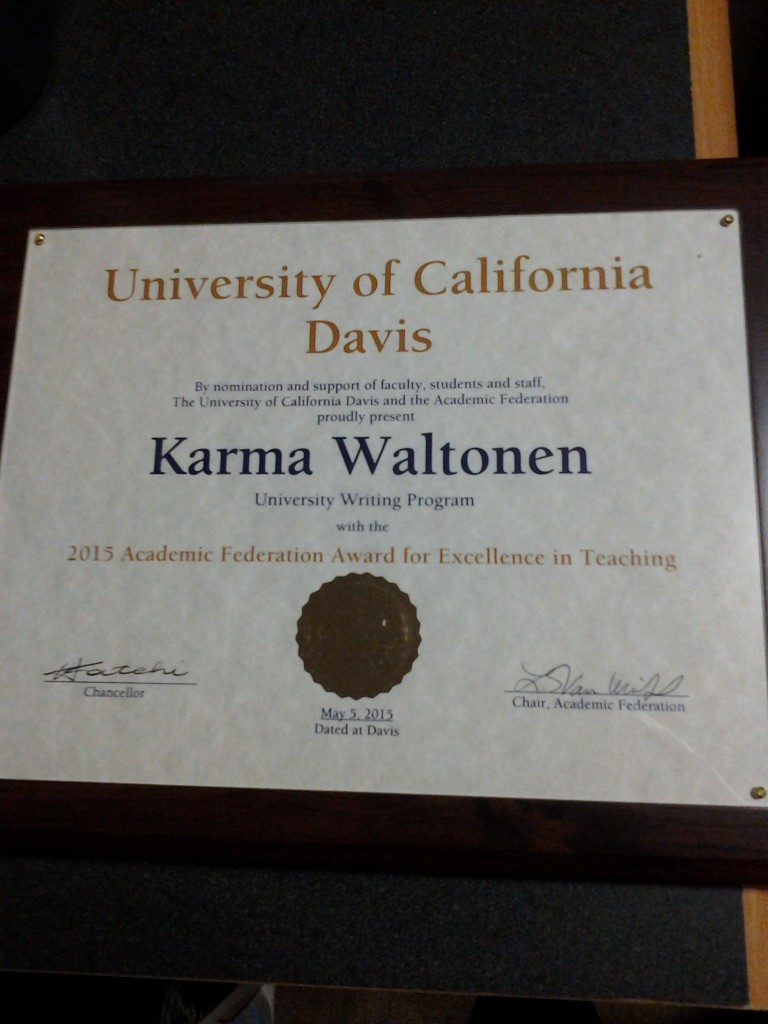 University of California
Davis
By nomination and support of faculty, students and staff,
The University of California Davis and the Academic Federation
proudly present
Karma Waltonen
University Writing Program
with the
2015 Academic Federation Award for Excellence in Teaching
Katehi
Chancellor
May 5, 2015
Dated at Davis
Chair, Academic Federation